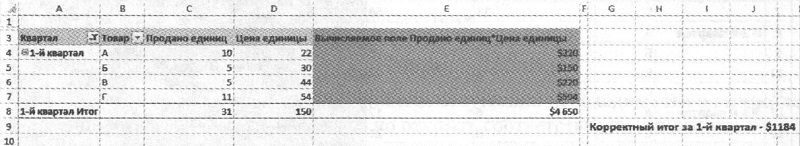 A B C D E F G H I J
1
3 Квартал Товар Продано единиц Цена единицы Вычисляемое поле Продано единиц*Цена единицы
4 1-й квартал А 10 22 $220
5 Б 5 30 $150
6 В 5 44 $220
7 Г 11 54 $594
8 1-й квартал Итог 31 150 $4 650
9 Корректный итог за 1-й квартал - $1184
10